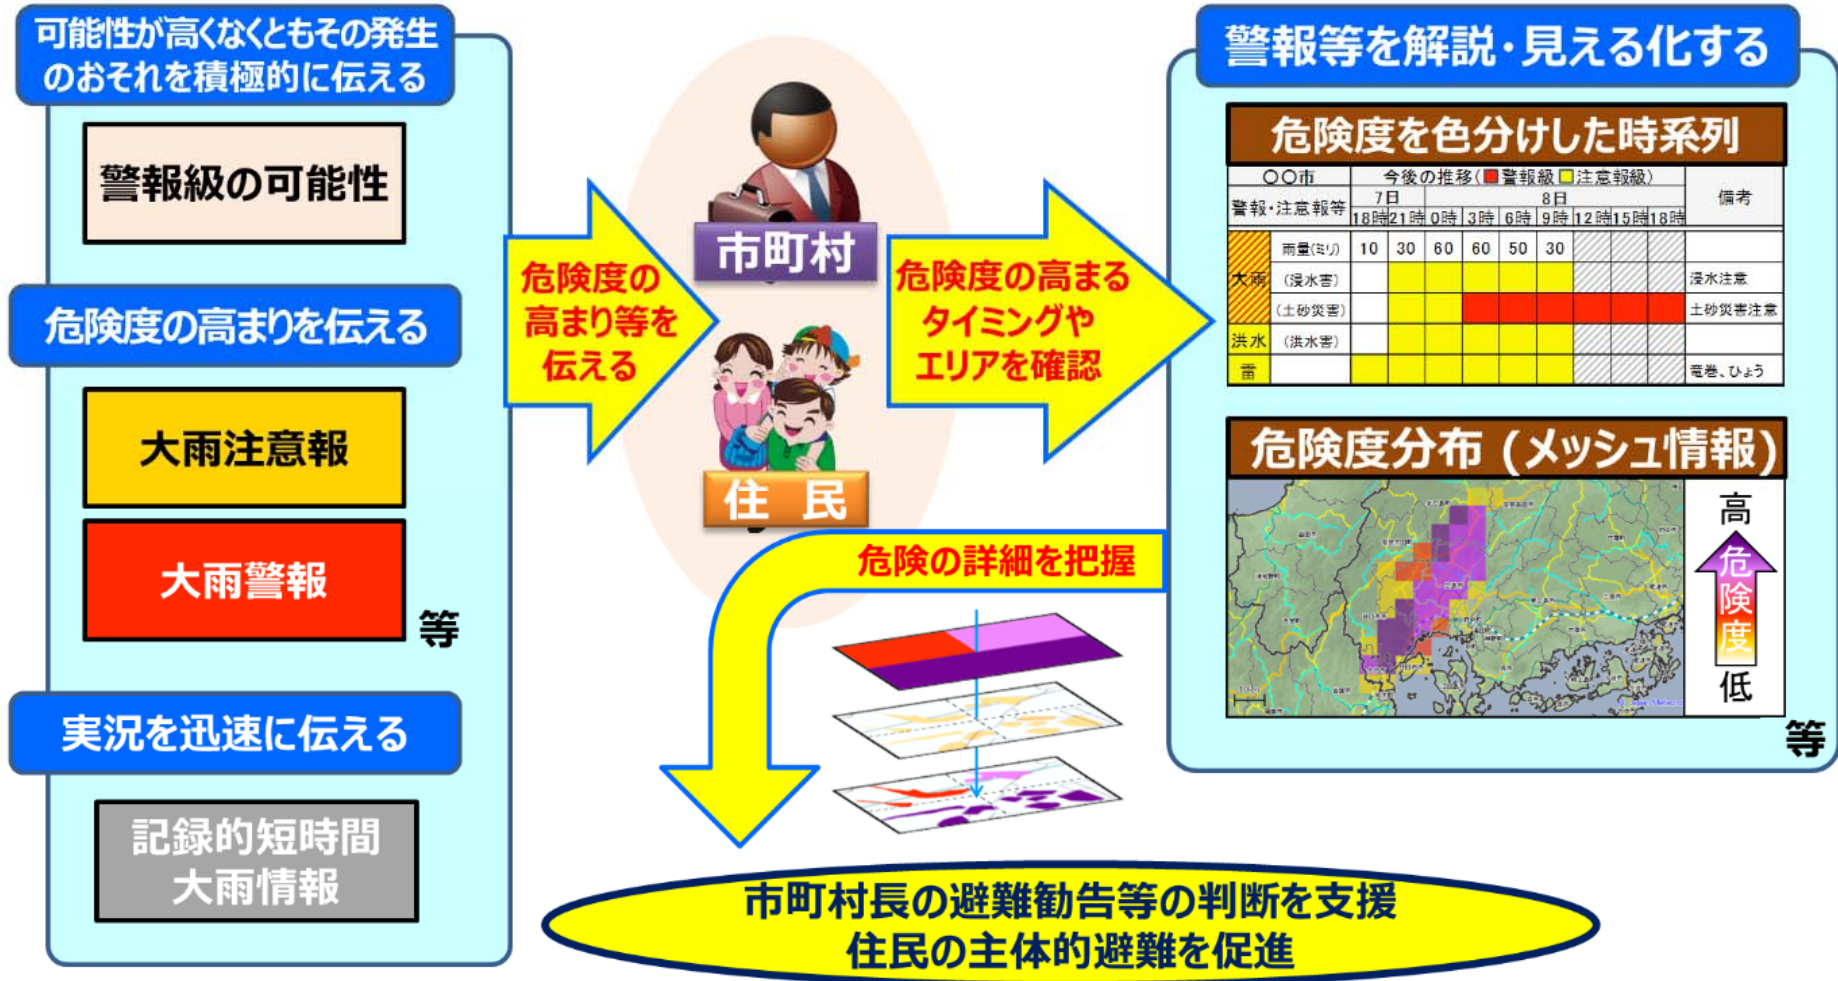 可能性が高くなくともその発生
のおそれを積極的に伝える
警報級の可能性
危険度の高まりを伝える
大雨注意報
大雨警報
等
実況を迅速に伝える
記録的短時間
大雨情報
危険度の
高まり等を
伝える
市町村
住 民
危険度の高まる
タイミングや
エリアを確認
警報等を解説・見える化する
危険度を色分けした時系列
〇〇市 今後の推移(■警報級□注意報級) 備考
警報・注意報等 7日 8日
18時 21時 0時 3時 6時 9時 12時 15時 18時
大雨 雨量(ミリ) 10 30 60 60 50 30
(浸水害) 浸水注意
(土砂災害) 土砂災害注意
洪水 (洪水害)
雷 竜巻、ひょう
危険度分布 (メッシュ情報)
高
危険度
低
等
危険の詳細を把握
市町村長の避難勧告等の判断を支援
住民の主体的避難を促進